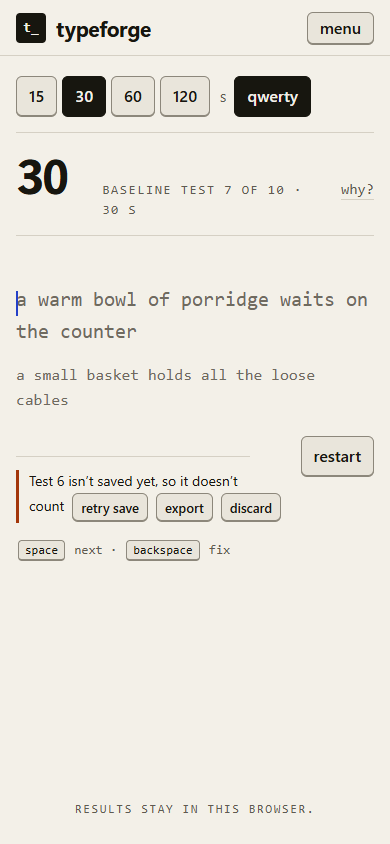 t_ typeforge menu
15 30 60 120 s qwerty
30 BASELINE TEST 7 OF 10 · why?
30 S
a warm bowl of porridge waits on
the counter
a small basket holds all the loose
cables
restart
Test 6 isn’t saved yet, so it doesn’t
count retry save export discard
space next · backspace fix
RESULTS STAY IN THIS BROWSER.